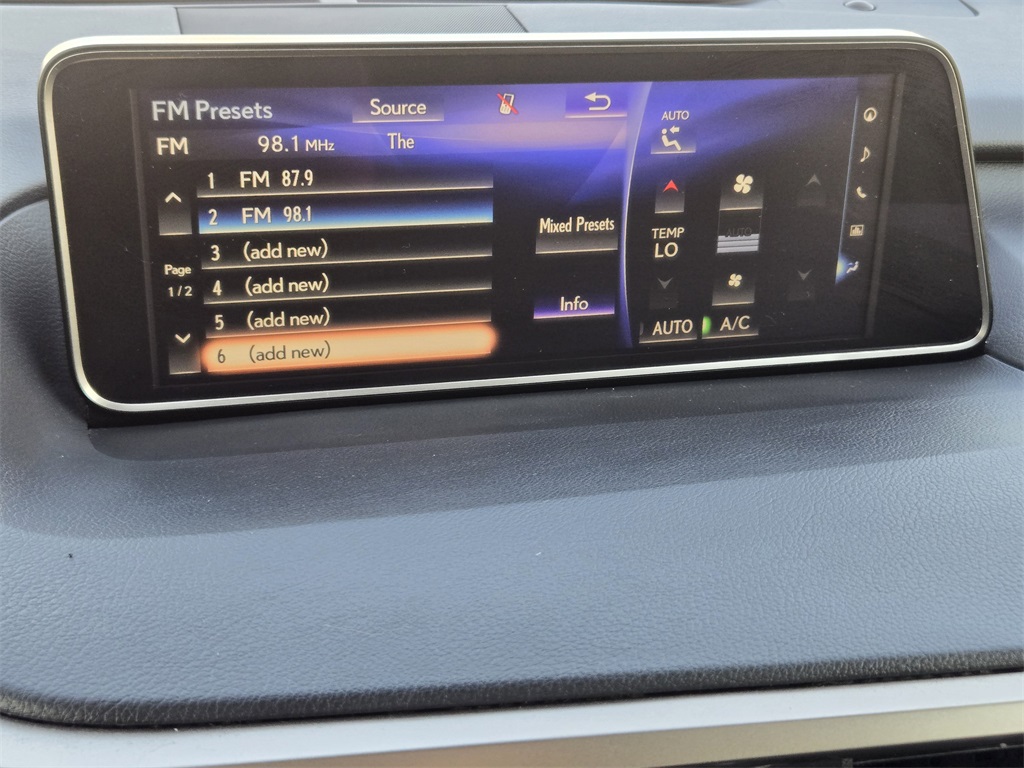 FM Presets Source
FM 98.1 MHz The
1 FM 87.9
2 FM 98.1
3 (add new)
4 (add new)
5 (add new)
6 (add new)
Page
1/2
Mixed Presets
Info
AUTO
TEMP
LO
AUTO
AUTO A/C